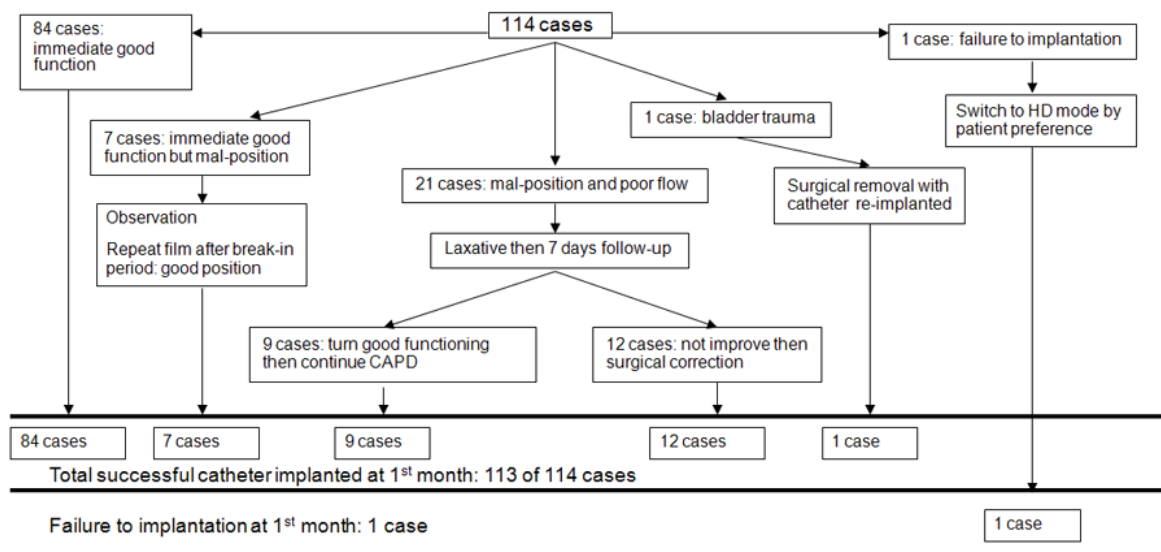 114 cases
84 cases:
immediate good
function
1 case: failure to implantation
7 cases: immediate good
function but mal-position
1 case: bladder trauma
Switch to HD mode by
patient preference
21 cases: mal-position and poor flow
Surgical removal with
catheter re-implanted
Observation
Repeat film after break-in
period: good position
Laxative then 7 days follow-up
9 cases: turn good functioning
then continue CAPD
12 cases: not improve then
surgical correction
84 cases
7 cases
9 cases
12 cases
1 case
Total successful catheter implanted at 1st month: 113 of 114 cases
Failure to implantation at 1st month: 1 case
1 case